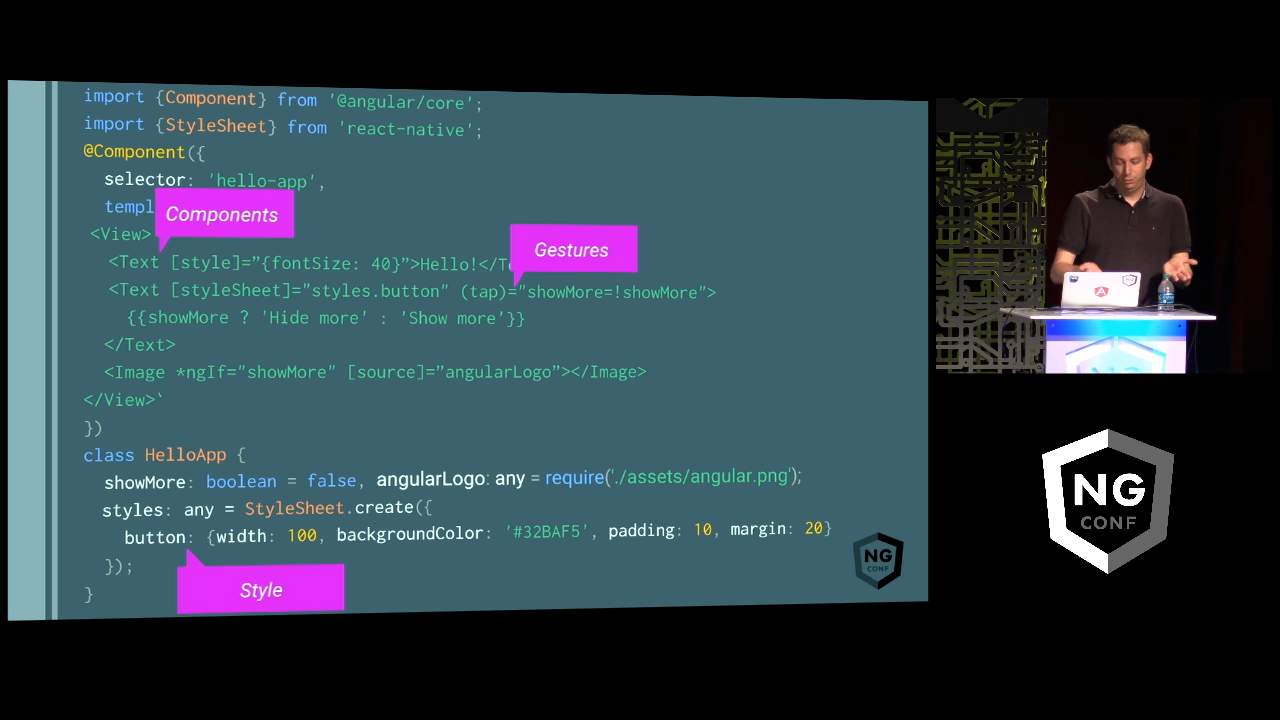 import {Component} from '@angular/core';
import {StyleSheet} from 'react-native';
@Component({
selector: 'hello-app',
templ
Components
<View>
Gestures
<Text [style]="{fontSize: 40}">Hello!</T
<Text [styleSheet]="styles.button" (tap)="showMore=!showMore">
{{showMore ? 'Hide more' : 'Show more'}}
</Text>
<Image *ngIf="showMore" [source]="angularLogo"></Image>
</View>`
})
class HelloApp {
showMore: boolean = false, angularLogo: any = require('./assets/angular.png');
styles: any = StyleSheet.create({
button: {width: 100, backgroundColor: '#32BAF5', padding: 10, margin: 20}
});
Style
}
NG
CONF
NG
CONF